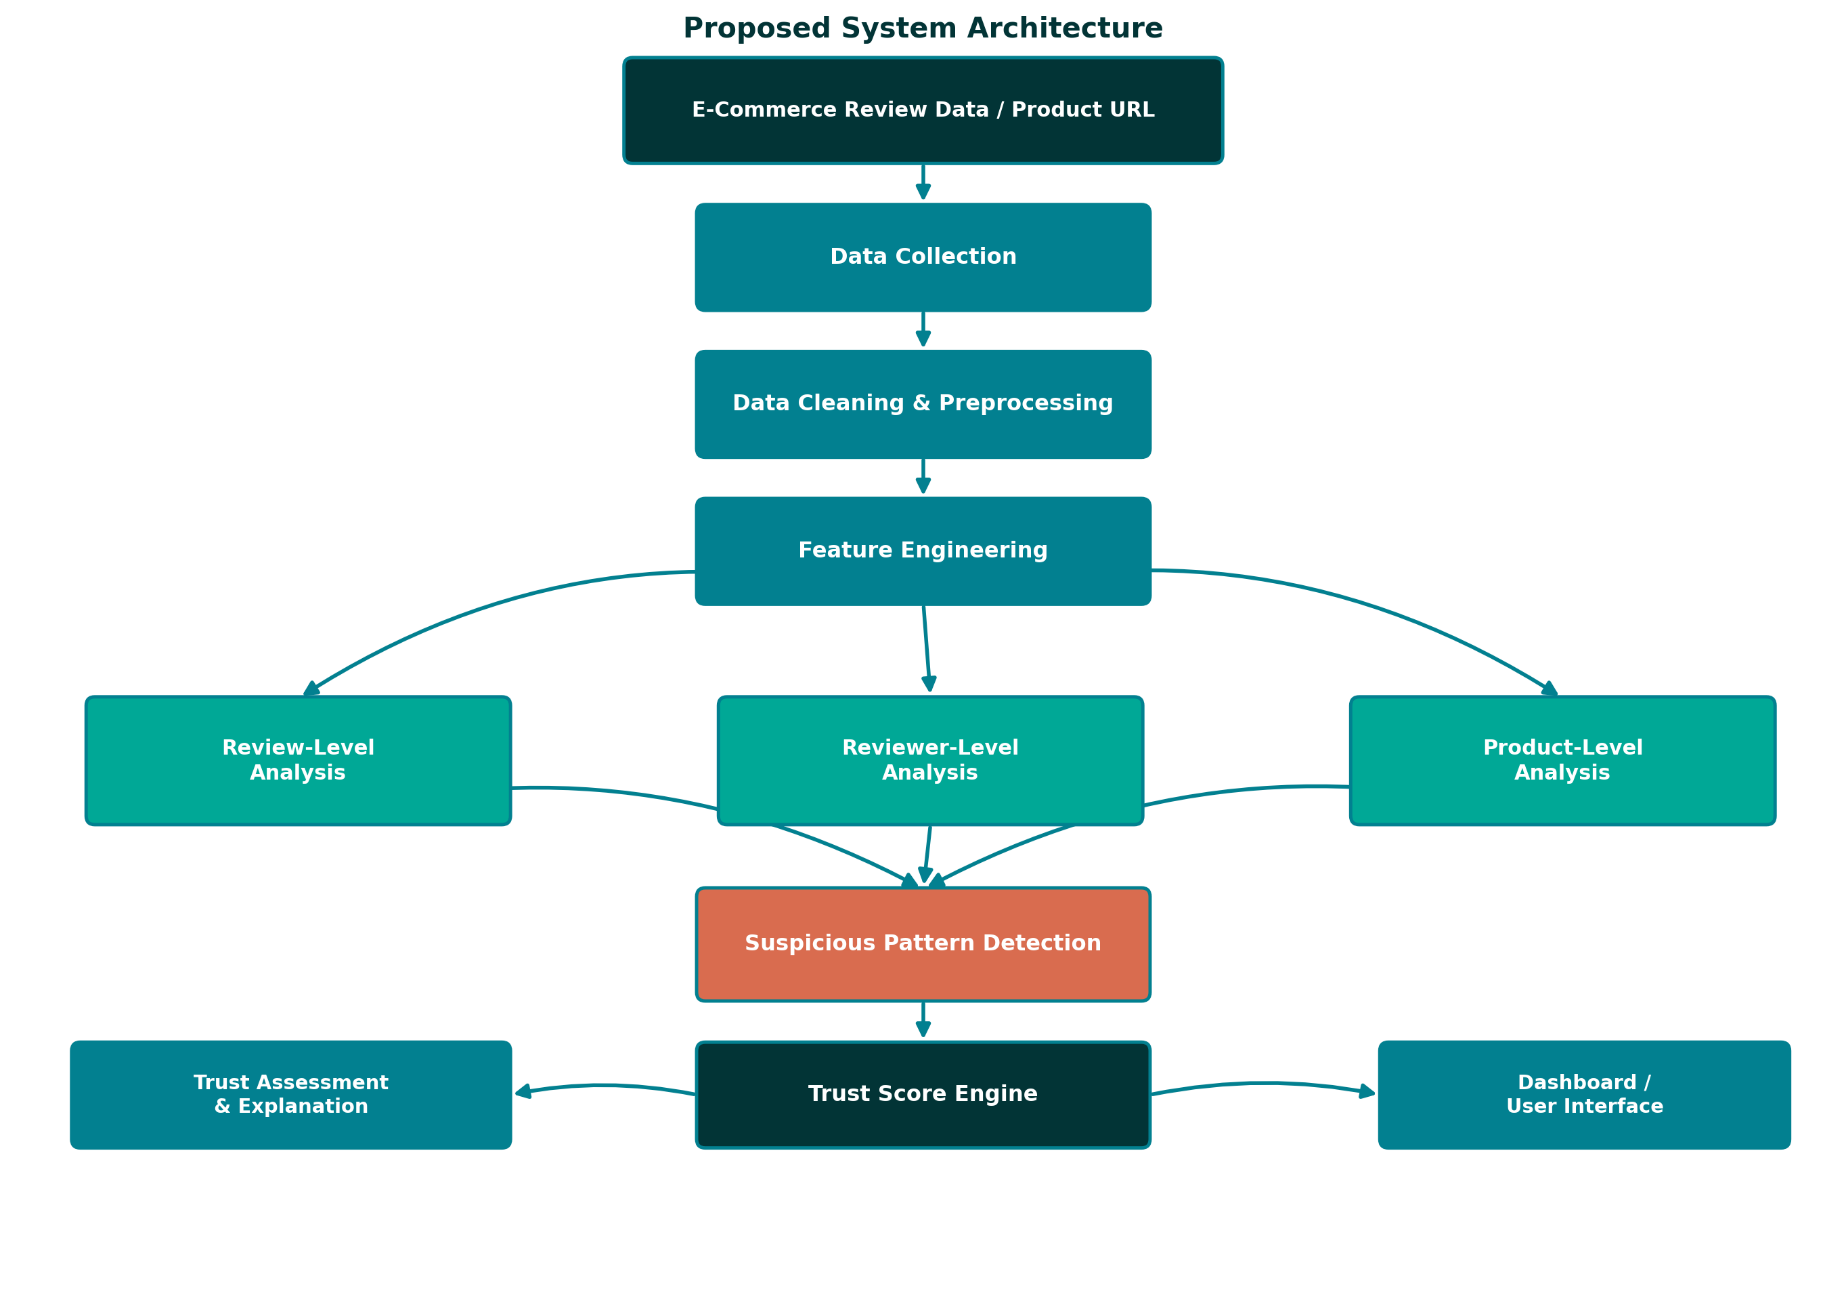 Proposed System Architecture
E-Commerce Review Data / Product URL
Data Collection
Data Cleaning & Preprocessing
Feature Engineering
Review-Level
Analysis
Reviewer-Level
Analysis
Product-Level
Analysis
Suspicious Pattern Detection
Trust Assessment
& Explanation
Trust Score Engine
Dashboard /
User Interface